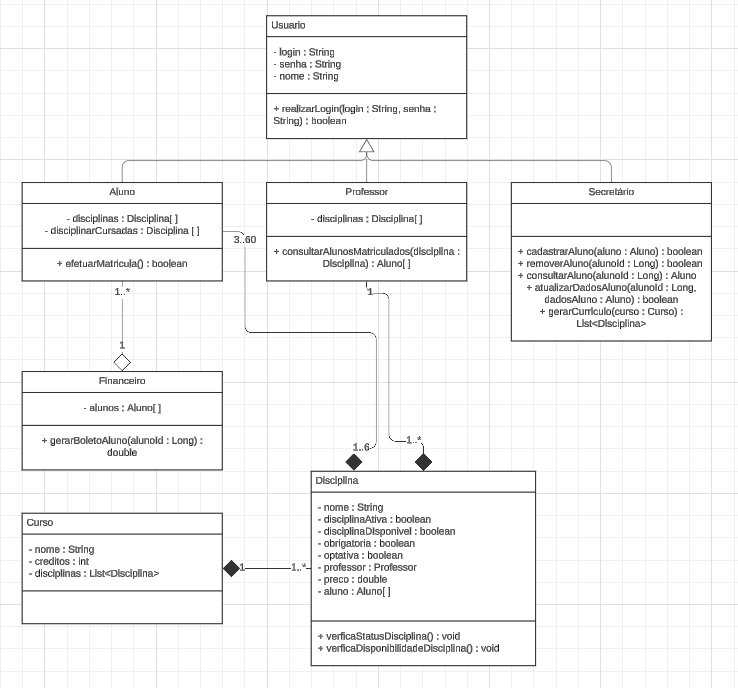 Usuario
- login : String
- senha : String
- nome : String
+ realizarLogin(login : String, senha :
String) : boolean
Aluno
- disciplinas : Disciplina[ ]
- disciplinarCursadas : Disciplina [ ]
+ efetuarMatricula() : boolean
Professor
- disciplinas : Disciplina[ ]
+ consultarAlunosMatriculados(disciplina :
Disciplina) : Aluno[ ]
Secretário
+ cadastrarAluno(aluno : Aluno) : boolean
+ removerAluno(alunoId : Long) : boolean
+ consultarAluno(alunoId : Long) : Aluno
+ atualizarDadosAluno(alunoId : Long,
dadosAluno : Aluno) : boolean
+ gerarCurrículo(curso : Curso) :
List<Disciplina>
3..60
1..*
1
1
Financeiro
- alunos : Aluno[ ]
+ gerarBoletoAluno(alunoId : Long) :
double
1..6
1..*
Disciplina
- nome : String
- disciplinaAtiva : boolean
- disciplinaDisponivel : boolean
- obrigatoria : boolean
- optativa : boolean
- professor : Professor
- preco : double
- aluno : Aluno[ ]
+ verficaStatusDisciplina() : void
+ verficaDisponibilidadeDisciplina() : void
Curso
- nome : String
- creditos : int
- disciplinas : List<Disciplina>
1
1..*